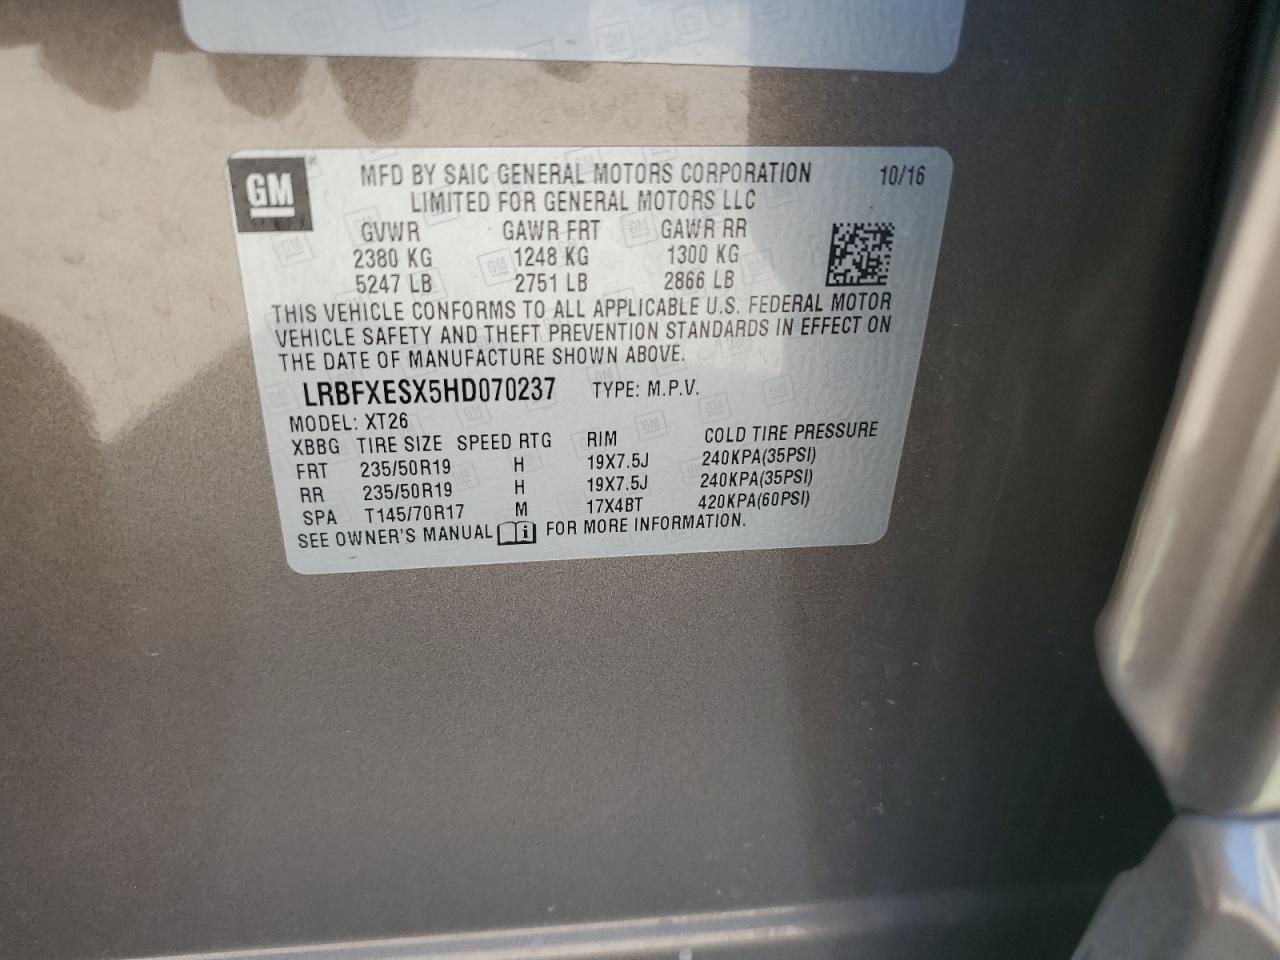 GM
MFD BY SAIC GENERAL MOTORS CORPORATION 10/16
LIMITED FOR GENERAL MOTORS LLC
GVWR GAWR FRT GAWR RR
2380 KG 1248 KG 1300 KG
5247 LB 2751 LB 2866 LB
THIS VEHICLE CONFORMS TO ALL APPLICABLE U.S. FEDERAL MOTOR
VEHICLE SAFETY AND THEFT PREVENTION STANDARDS IN EFFECT ON
THE DATE OF MANUFACTURE SHOWN ABOVE.
LRBFXESX5HD070237 TYPE: M.P.V.
MODEL: XT26
XBBG TIRE SIZE SPEED RTG RIM COLD TIRE PRESSURE
FRT 235/50R19 H 19X7.5J 240KPA(35PSI)
RR 235/50R19 H 19X7.5J 240KPA(35PSI)
SPA T145/70R17 M 17X4BT 420KPA(60PSI)
SEE OWNER'S MANUAL i FOR MORE INFORMATION.